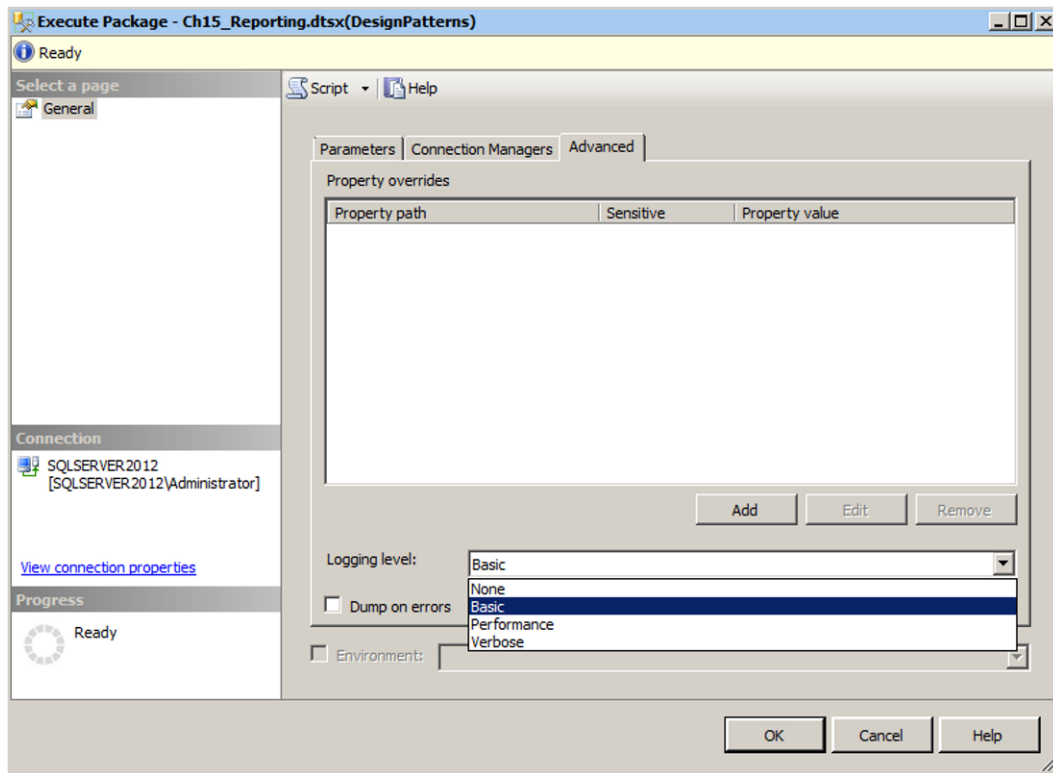 Execute Package - Ch15_Reporting.dtsx(DesignPatterns)
Ready
Select a page
General
Script Help
Parameters Connection Managers Advanced
Property overrides
Property path Sensitive Property value
Add Edit Remove
Connection
SQLSERVER2012
[SQLSERVER2012\Administrator]
View connection properties
Logging level: Basic
None
Dump on errors Basic
Performance
Verbose
Environment:
Progress
Ready
OK Cancel Help